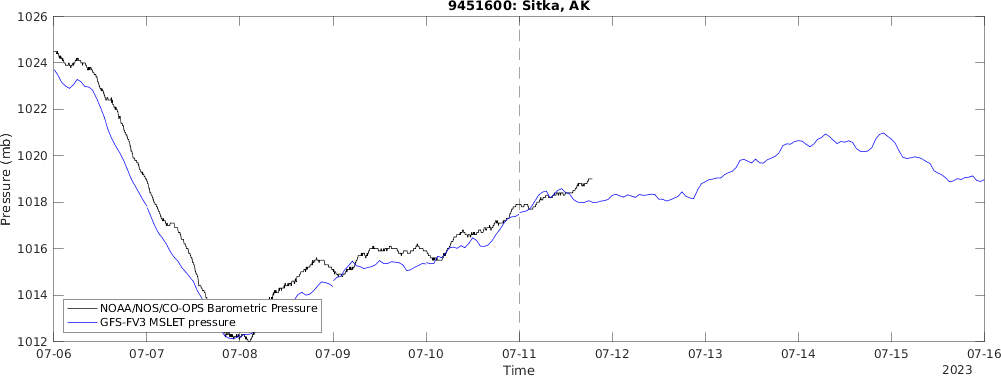 9451600: Sitka, AK
Pressure (mb)
1026
1024
1022
1020
1018
1016
1014
1012
NOAA/NOS/CO-OPS Barometric Pressure
GFS-FV3 MSLET pressure
07-06 07-07 07-08 07-09 07-10 07-11 07-12 07-13 07-14 07-15 07-16
Time
2023